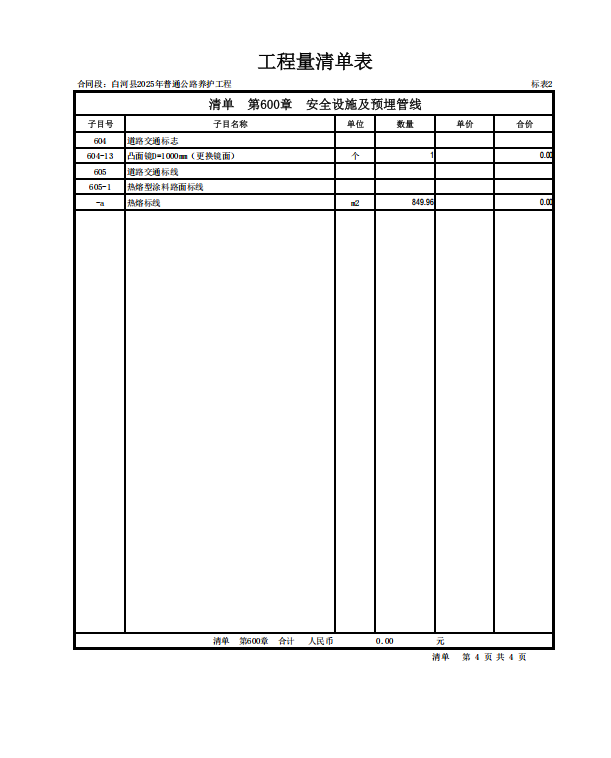 工程量清单表
合同段：白河县2025年普通公路养护工程 标表2
清单 第600章 安全设施及预埋管线
子目号 子目名称 单位 数量 单价 合价
604 道路交通标志
604-13 凸面镜D=1000mm（更换镜面） 个 1 0.00
605 道路交通标线
605-1 热熔型涂料路面标线
-a 热熔标线 m2 849.96 0.00
清单 第600章 合计 人民币 0.00 元
清单 第 4 页 共 4 页